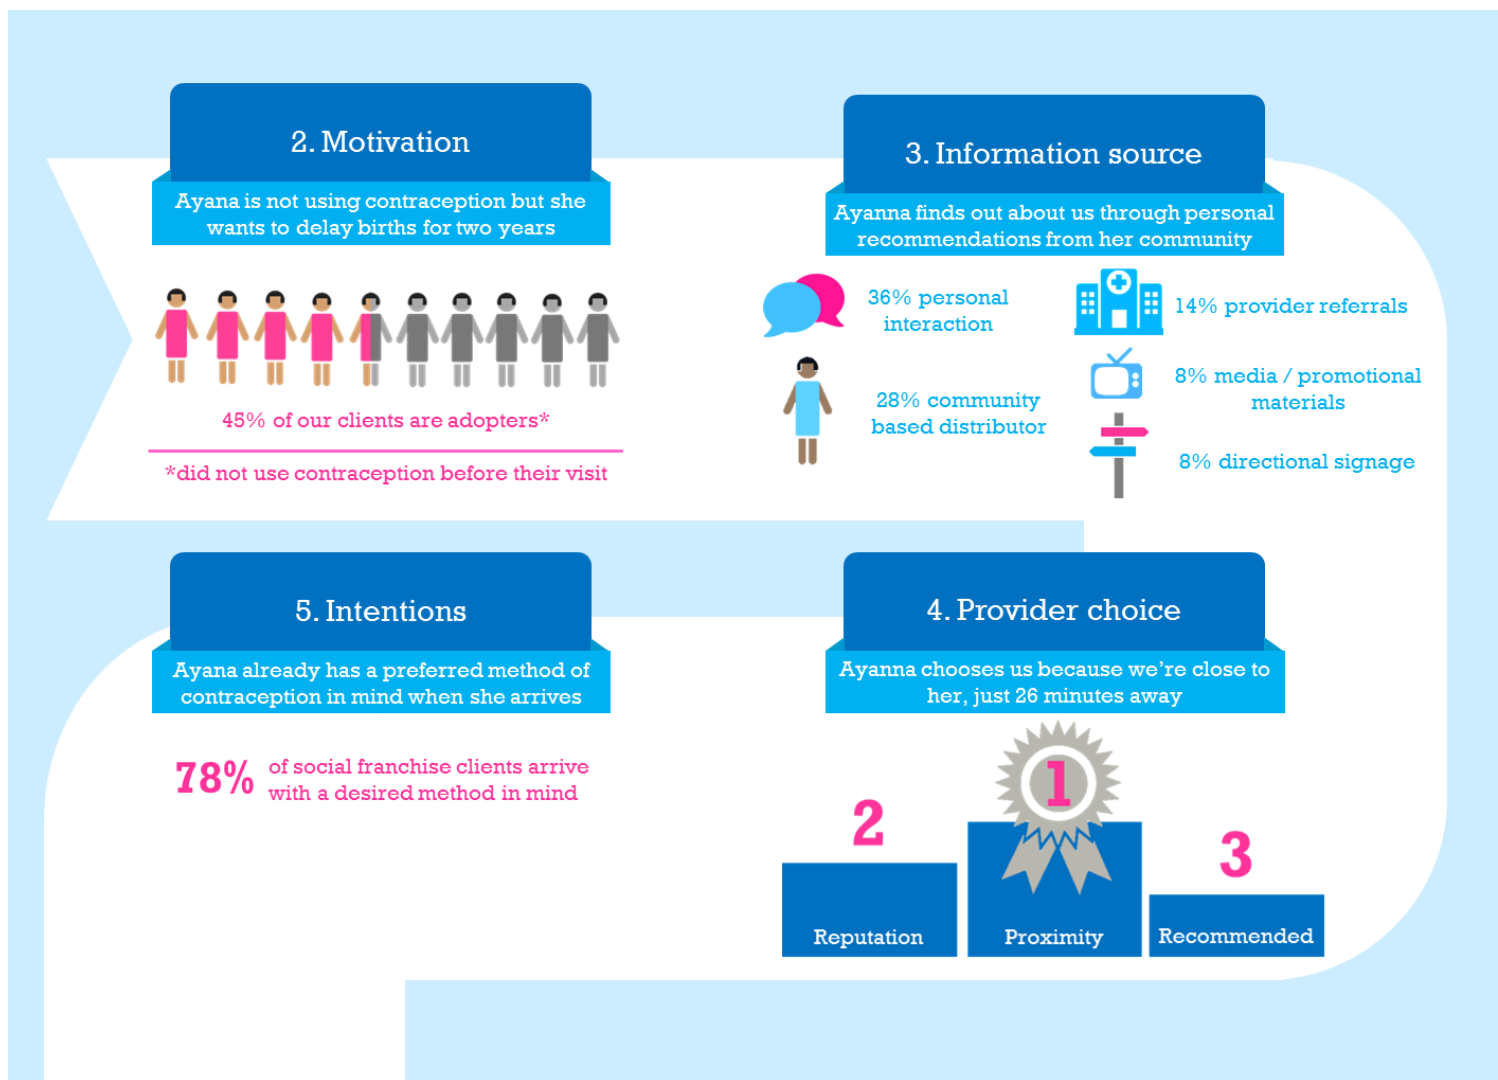 2. Motivation
Ayana is not using contraception but she
wants to delay births for two years
45% of our clients are adopters*
*did not use contraception before their visit
3. Information source
Ayanna finds out about us through personal
recommendations from her community
36% personal
interaction
28% community
based distributor
14% provider referrals
8% media / promotional
materials
8% directional signage
4. Provider choice
Ayanna chooses us because we're close to
her, just 26 minutes away
2
1
3
Reputation
Proximity
Recommended
5. Intentions
Ayana already has a preferred method of
contraception in mind when she arrives
78% of social franchise clients arrive
with a desired method in mind